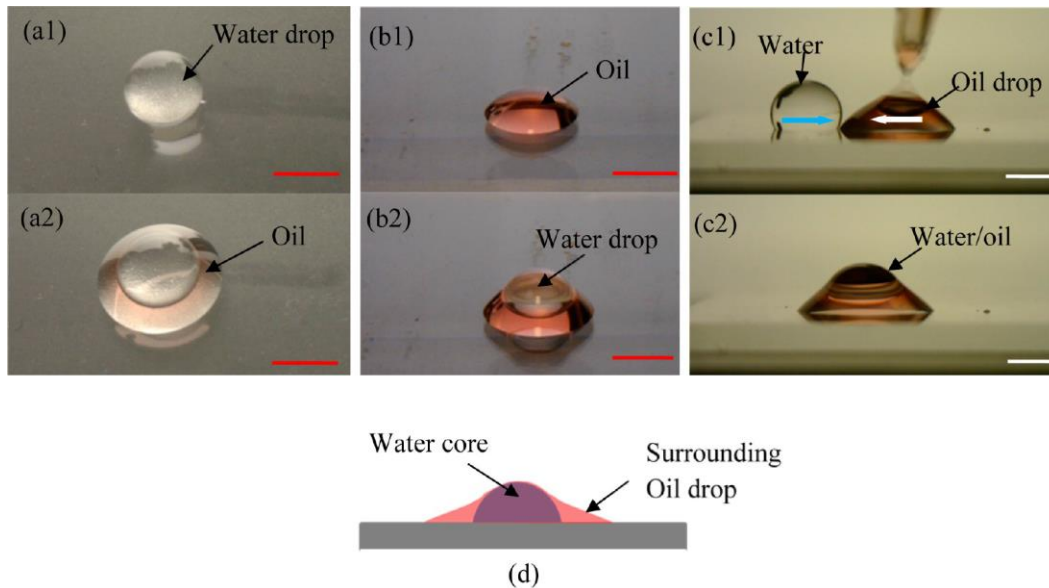 (a1)
Water drop
(b1)
Oil
(c1)
Water
Oil drop
(a2)
Oil
(b2)
Water drop
(c2)
Water/oil
Water core
Surrounding
Oil drop
(d)